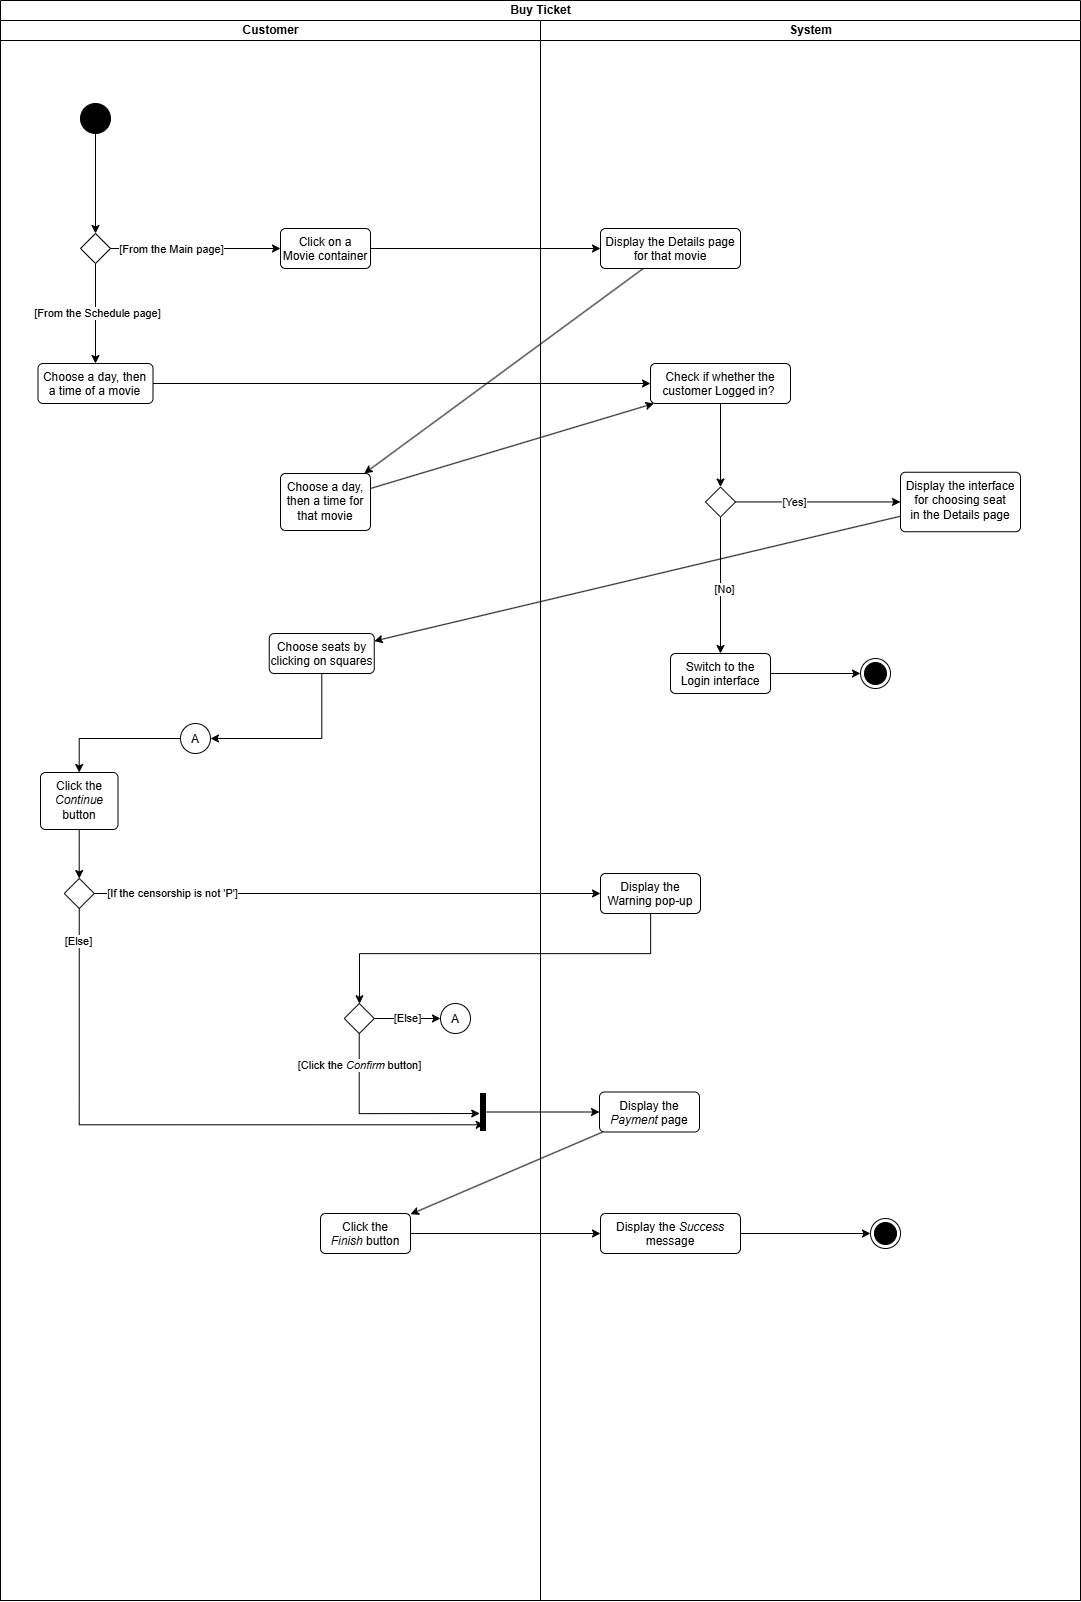 Buy Ticket
Customer
System
[From the Main page]
Click on a
Movie container
Display the Details page
for that movie
[From the Schedule page]
Choose a day, then
a time of a movie
Check if whether the
customer Logged in?
Choose a day,
then a time for
that movie
[Yes]
Display the interface
for choosing seat
in the Details page
[No]
Choose seats by
clicking on squares
Switch to the
Login interface
A
Click the
Continue
button
[If the censorship is not 'P']
Display the
Warning pop-up
[Else]
[Else]
A
[Click the Confirm button]
Display the
Payment page
Click the
Finish button
Display the Success
message